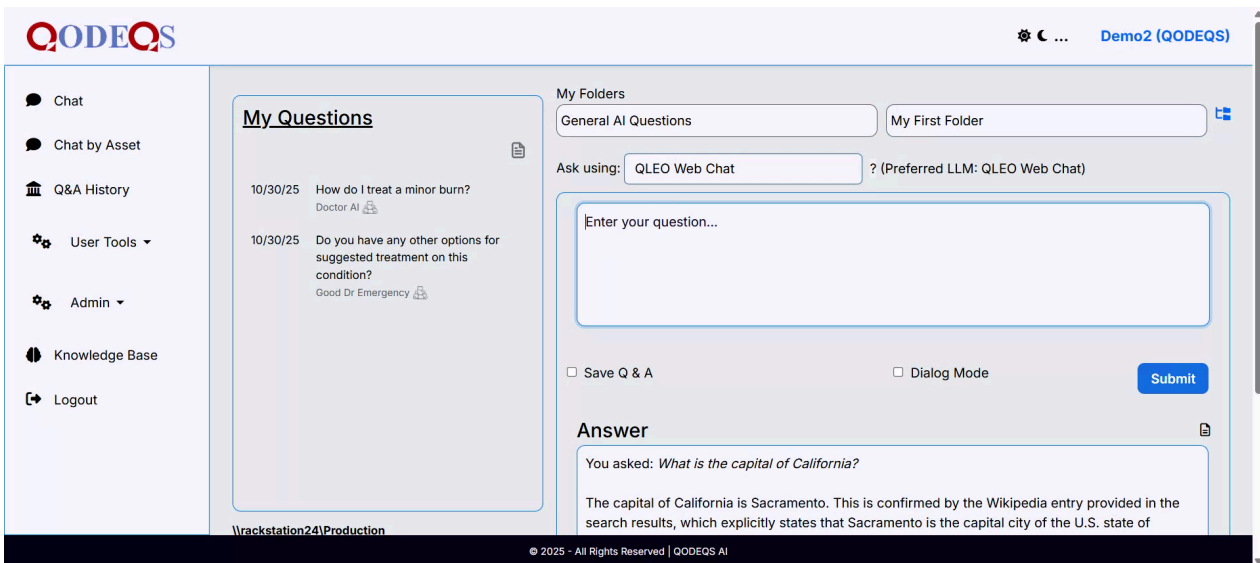 QODEQS
... Demo2 (QODEQS)
Chat
Chat by Asset
Q&A History
User Tools
Admin
Knowledge Base
Logout
My Questions
10/30/25 How do I treat a minor burn?
Doctor AI
10/30/25 Do you have any other options for
suggested treatment on this
condition?
Good Dr Emergency
\\rackstation24\Production
My Folders
General AI Questions My First Folder
Ask using: QLEO Web Chat ? (Preferred LLM: QLEO Web Chat)
Enter your question...
Save Q & A Dialog Mode Submit
Answer
You asked: What is the capital of California?
The capital of California is Sacramento. This is confirmed by the Wikipedia entry provided in the
search results, which explicitly states that Sacramento is the capital city of the U.S. state of
© 2025 - All Rights Reserved | QODEQS AI